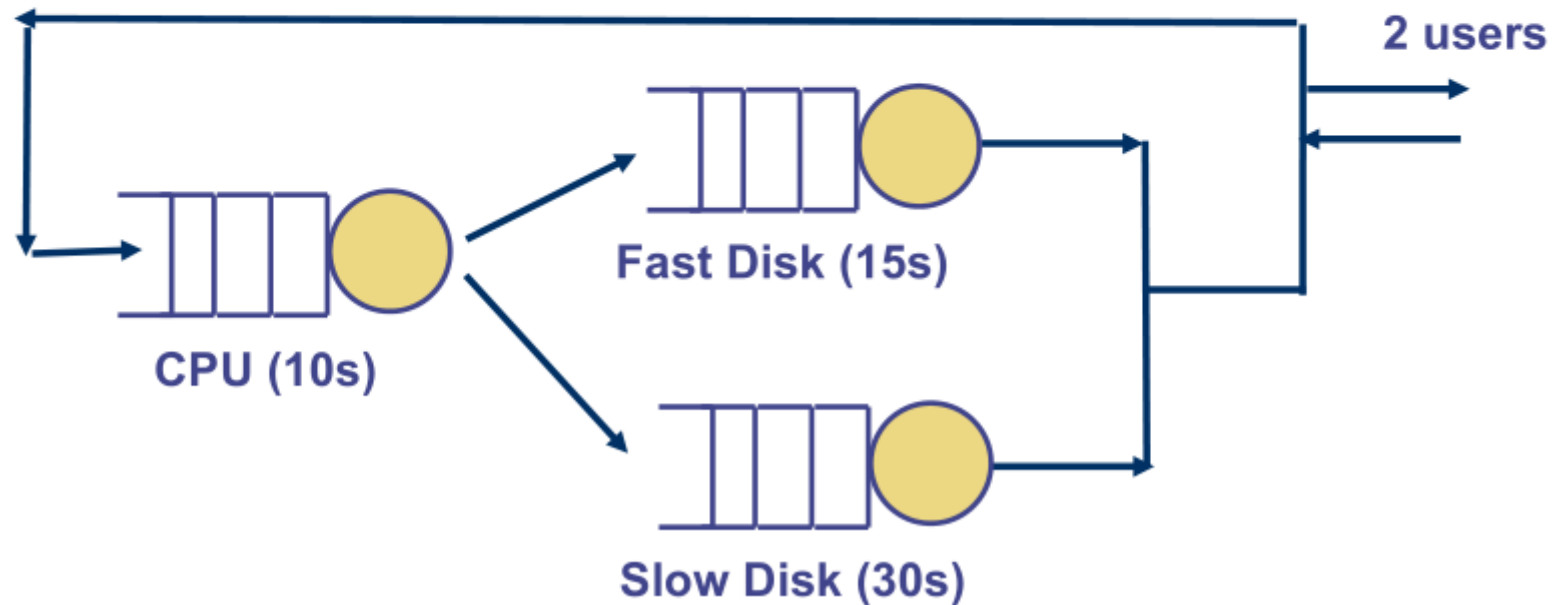 2 users
Fast Disk (15s)
CPU (10s)
Slow Disk (30s)